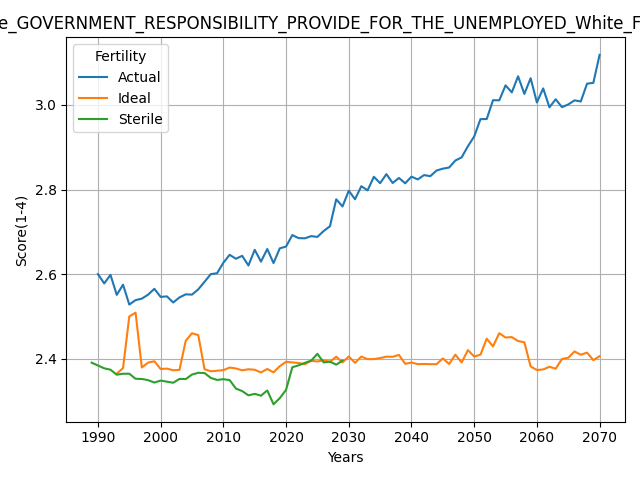 e_GOVERNMENT_RESPONSIBILITY_PROVIDE_FOR_THE_UNEMPLOYED_White_F
Fertility
Actual
Ideal
Sterile
3.0
2.8
2.6
2.4
Score(1-4)
1990 2000 2010 2020 2030 2040 2050 2060 2070
Years